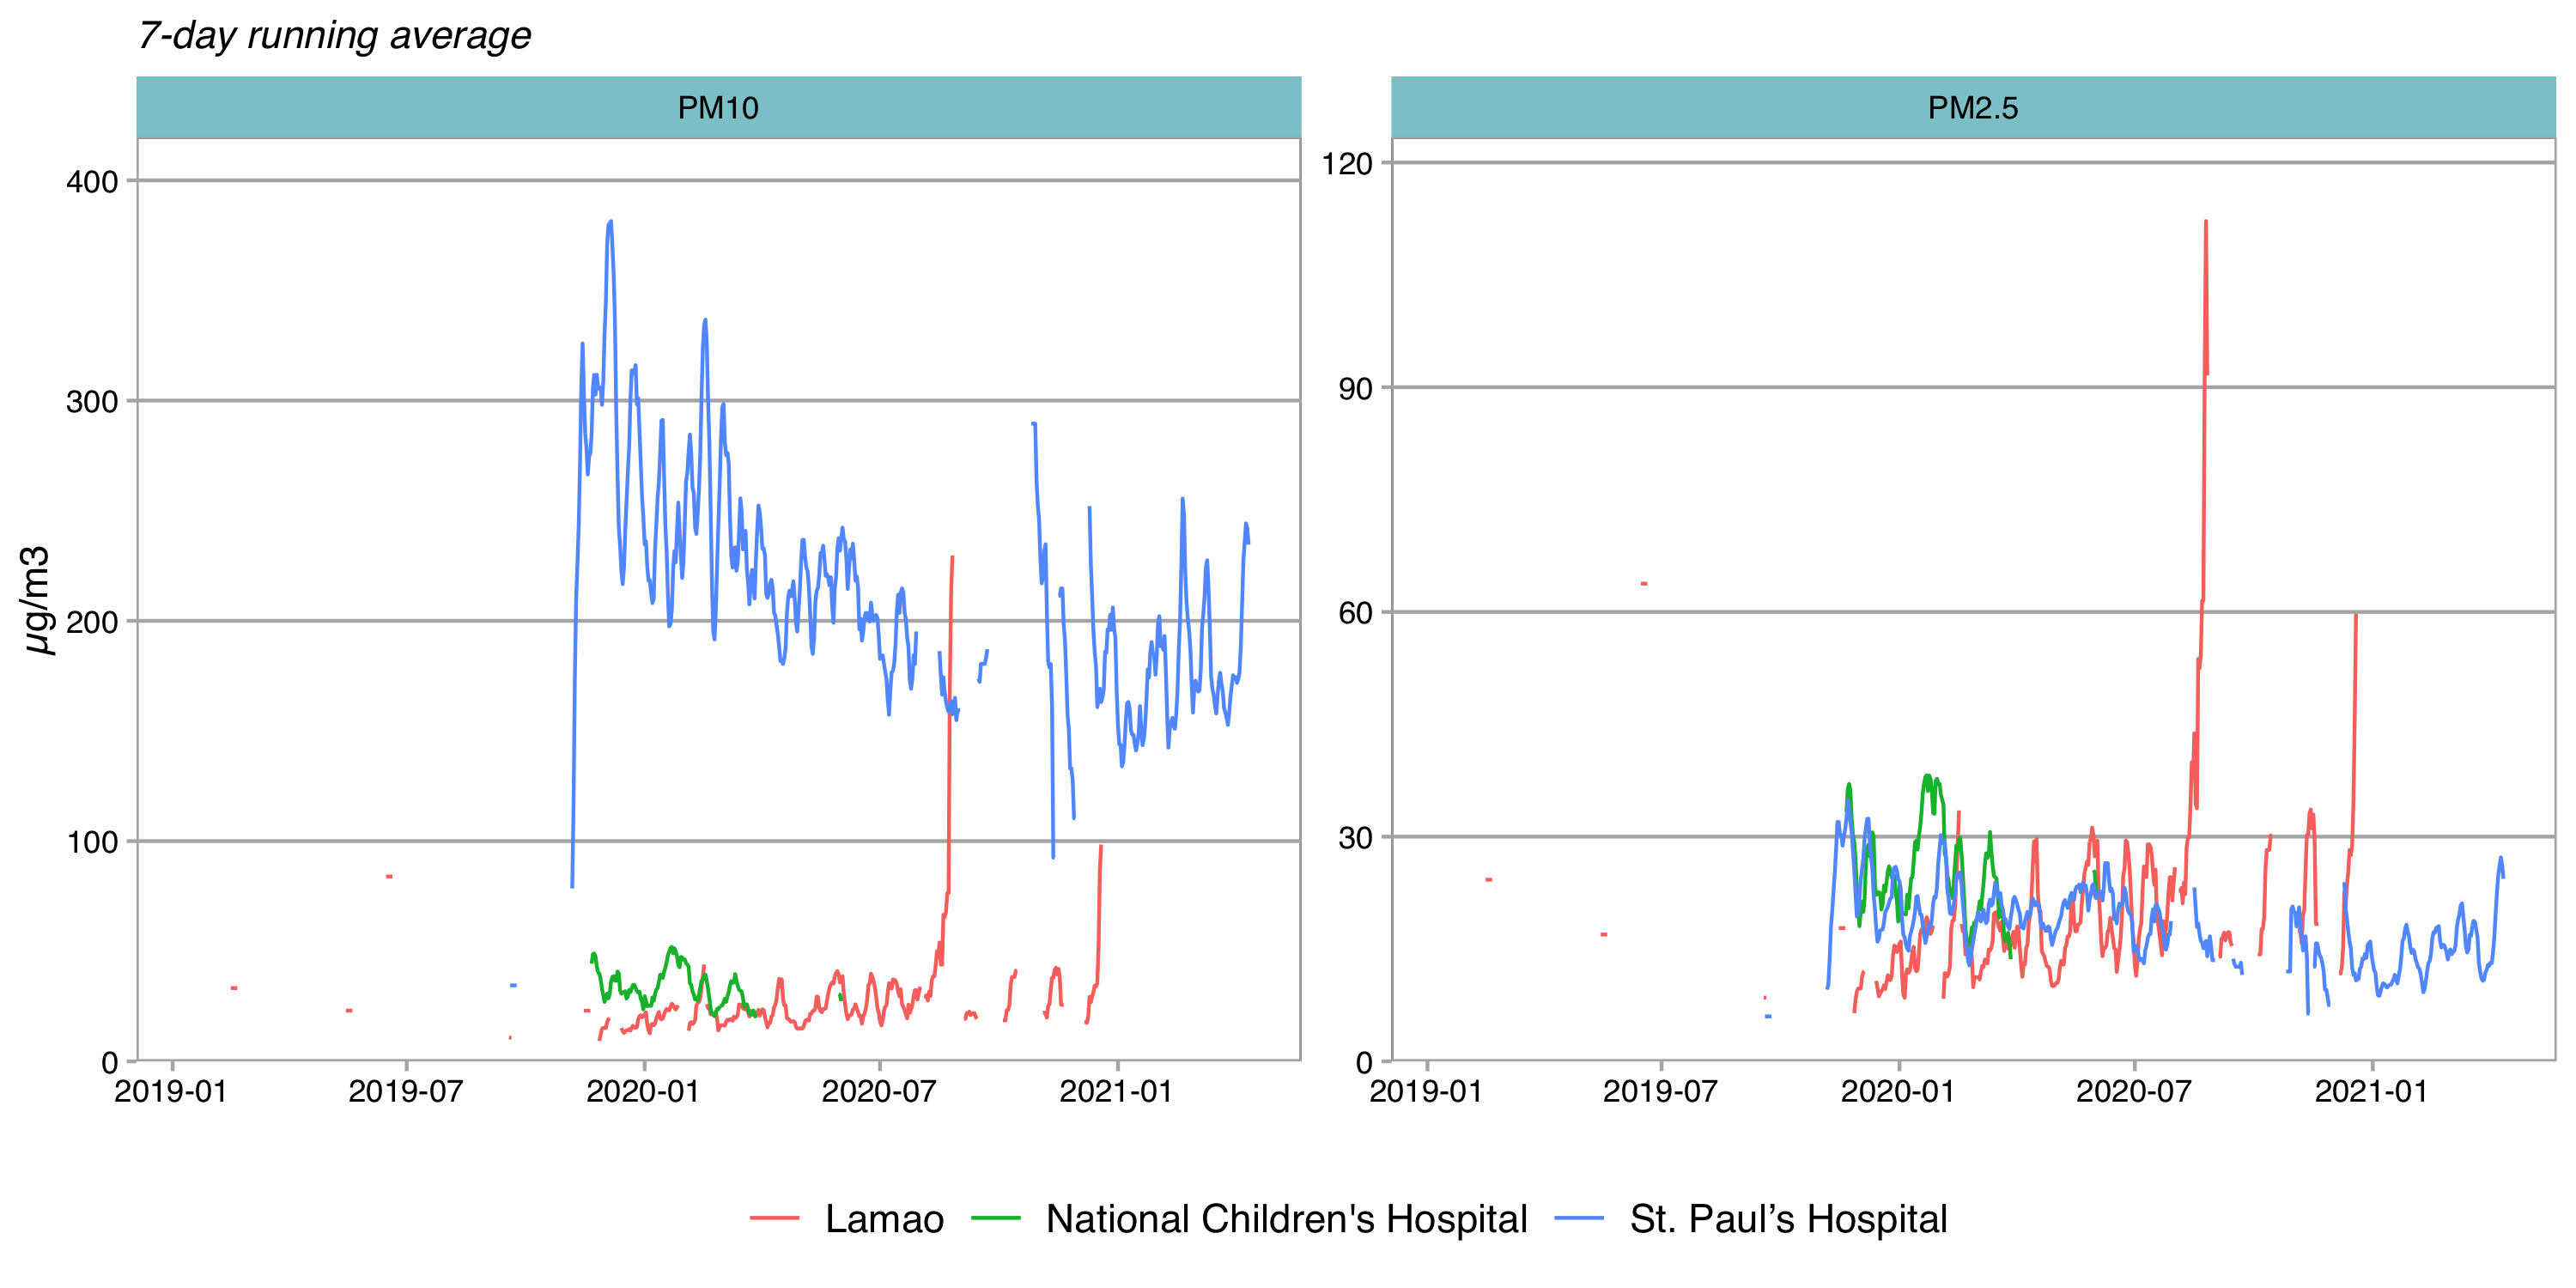 7-day running average
PM10
PM2.5
µg/m3
400
300
200
100
0
2019-01
2019-07
2020-01
2020-07
2021-01
120
90
60
30
0
2019-01
2019-07
2020-01
2020-07
2021-01
Lamao
National Children's Hospital
St. Paul’s Hospital